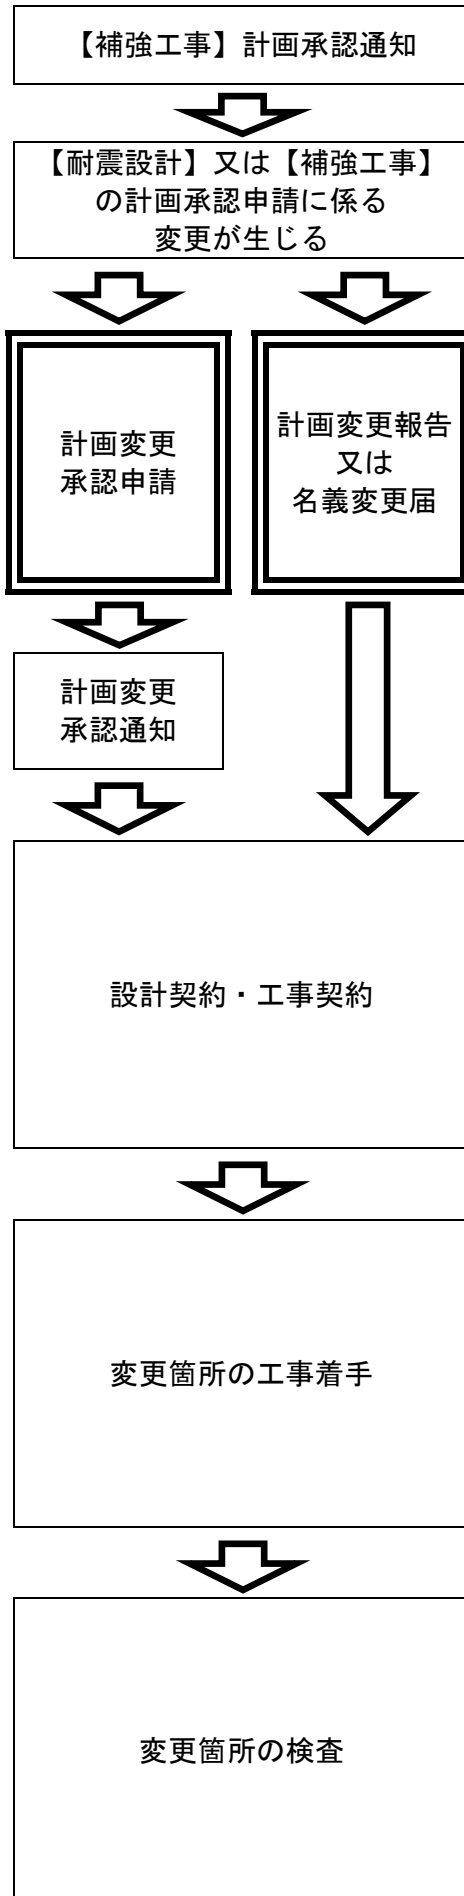 【補強工事】計画承認通知
【耐震設計】又は【補強工事】
の計画承認申請に係る
変更が生じる
計画変更
承認申請
計画変更報告
又は
名義変更届
計画変更
承認通知
設計契約・工事契約
変更箇所の工事着手
変更箇所の検査